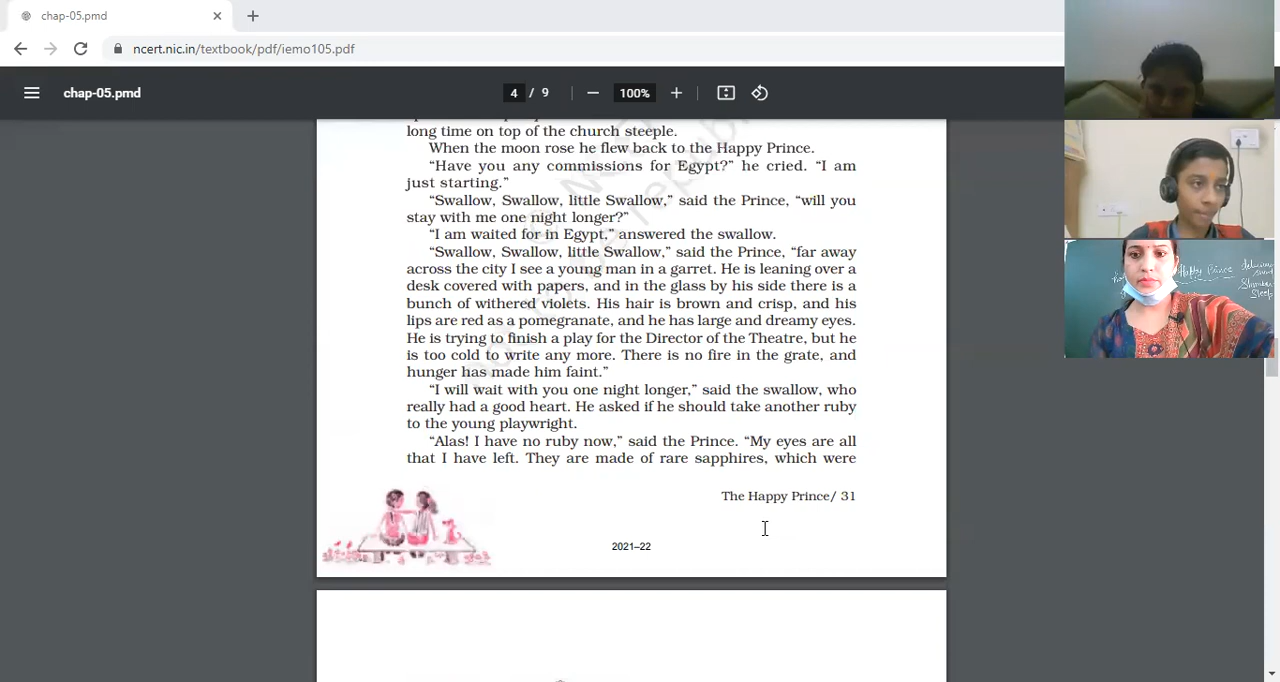 chap-05.pmd
ncert.nic.in/textbook/pdf/iemo105.pdf
chap-05.pmd
4 / 9
100%
long time on top of the church steeple.
When the moon rose he flew back to the Happy Prince.
“Have you any commissions for Egypt?” he cried. “I am
just starting.”
“Swallow, Swallow, little Swallow,” said the Prince, “will you
stay with me one night longer?”
“I am waited for in Egypt,” answered the swallow.
“Swallow, Swallow, little Swallow,” said the Prince, “far away
across the city I see a young man in a garret. He is leaning over a
desk covered with papers, and in the glass by his side there is a
bunch of withered violets. His hair is brown and crisp, and his
lips are red as a pomegranate, and he has large and dreamy eyes.
He is trying to finish a play for the Director of the Theatre, but he
is too cold to write any more. There is no fire in the grate, and
hunger has made him faint.”
“I will wait with you one night longer,” said the swallow, who
really had a good heart. He asked if he should take another ruby
to the young playwright.
“Alas! I have no ruby now,” said the Prince. “My eyes are all
that I have left. They are made of rare sapphires, which were
The Happy Prince/ 31
2021–22
Happy Prince
Sleep